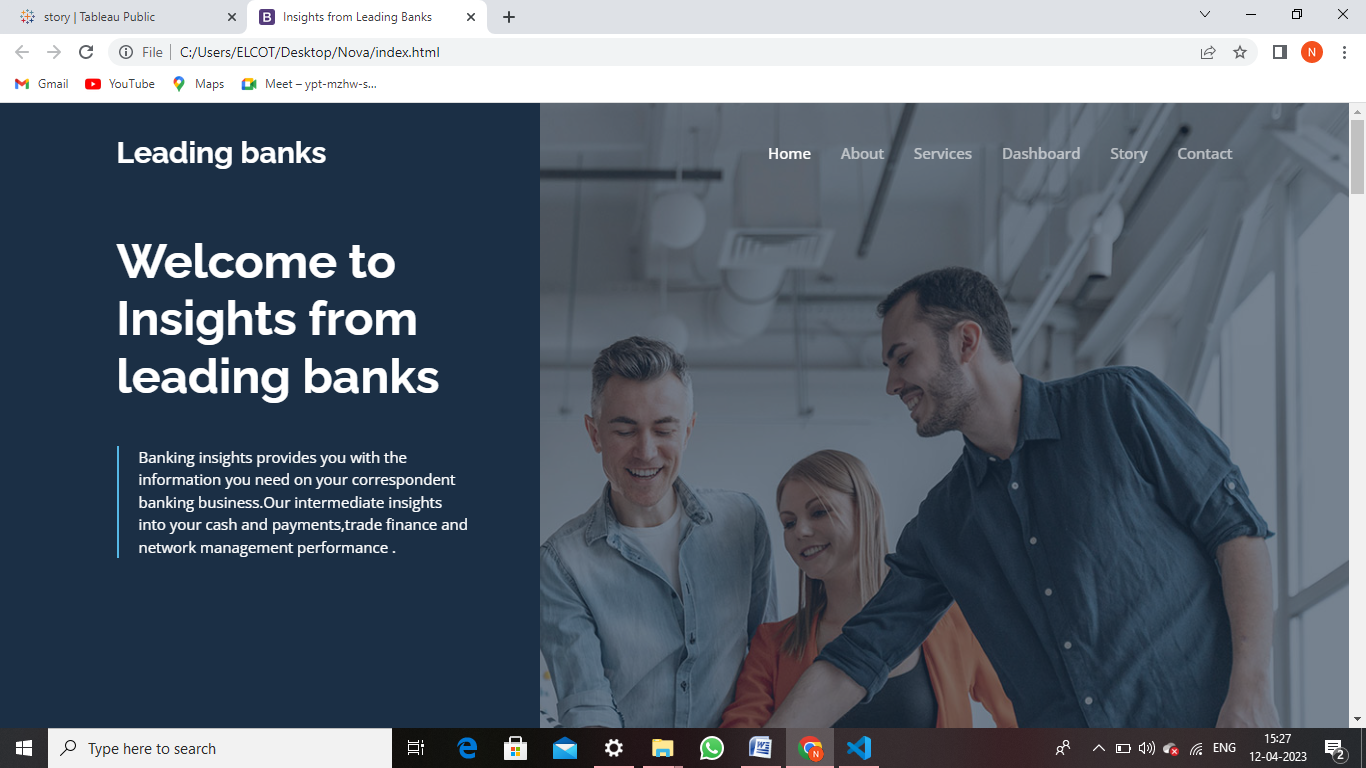 story | Tableau Public
Insights from Leading Banks
File
C:/Users/ELCOT/Desktop/Nova/index.html
N
Gmail
YouTube
Maps
Meet – ypt-mzhw-s...
Leading banks
Home
About
Services
Dashboard
Story
Contact
Welcome to
Insights from
leading banks
Banking insights provides you with the
information you need on your correspondent
banking business.Our intermediate insights
into your cash and payments,trade finance and
network management performance .
Type here to search
ENG
15:27
12-04-2023
2